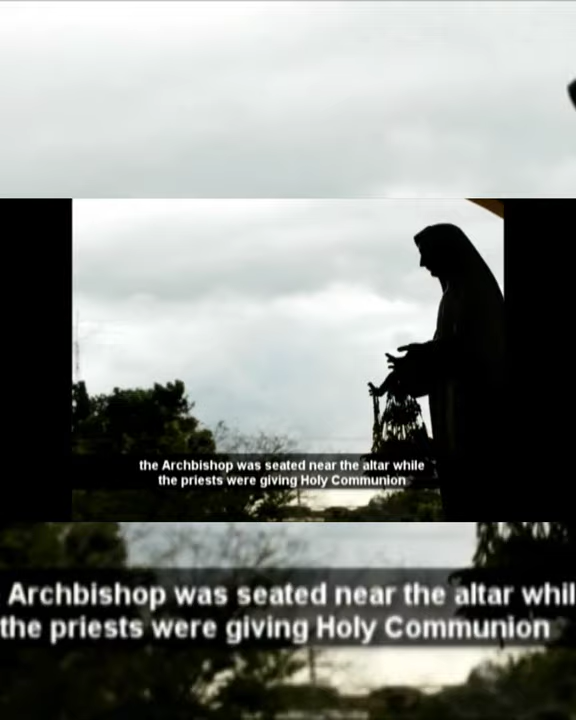 the Archbishop was seated near the altar while
the priests were giving Holy Communion
Archbishop was seated near the altar whil
the priests were giving Holy Communion